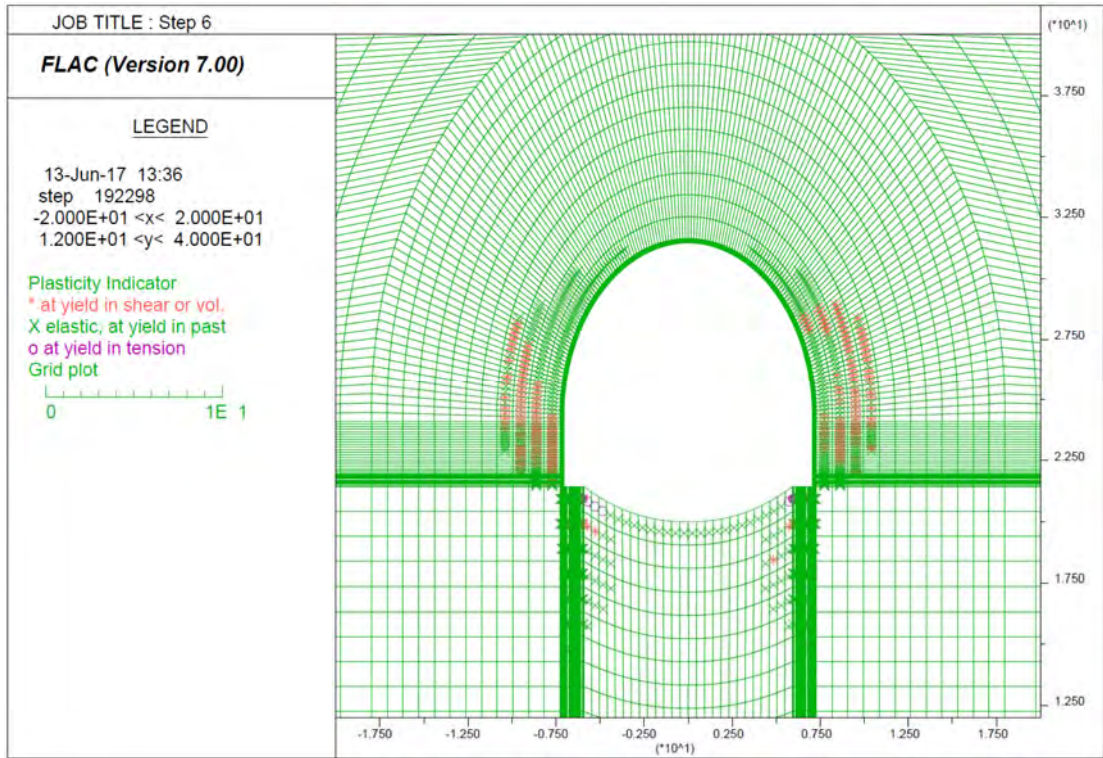 JOB TITLE : Step 6
(*10^1)
FLAC (Version 7.00)
LEGEND
13-Jun-17 13:36
step 192298
-2.000E+01 <x< 2.000E+01
1.200E+01 <y< 4.000E+01
Plasticity Indicator
* at yield in shear or vol.
X elastic, at yield in past
o at yield in tension
Grid plot
0 1E 1
3.750
3.250
2.750
2.250
1.750
1.250
-1.750 -1.250 -0.750 -0.250 0.250 0.750 1.250 1.750
(*10^1)